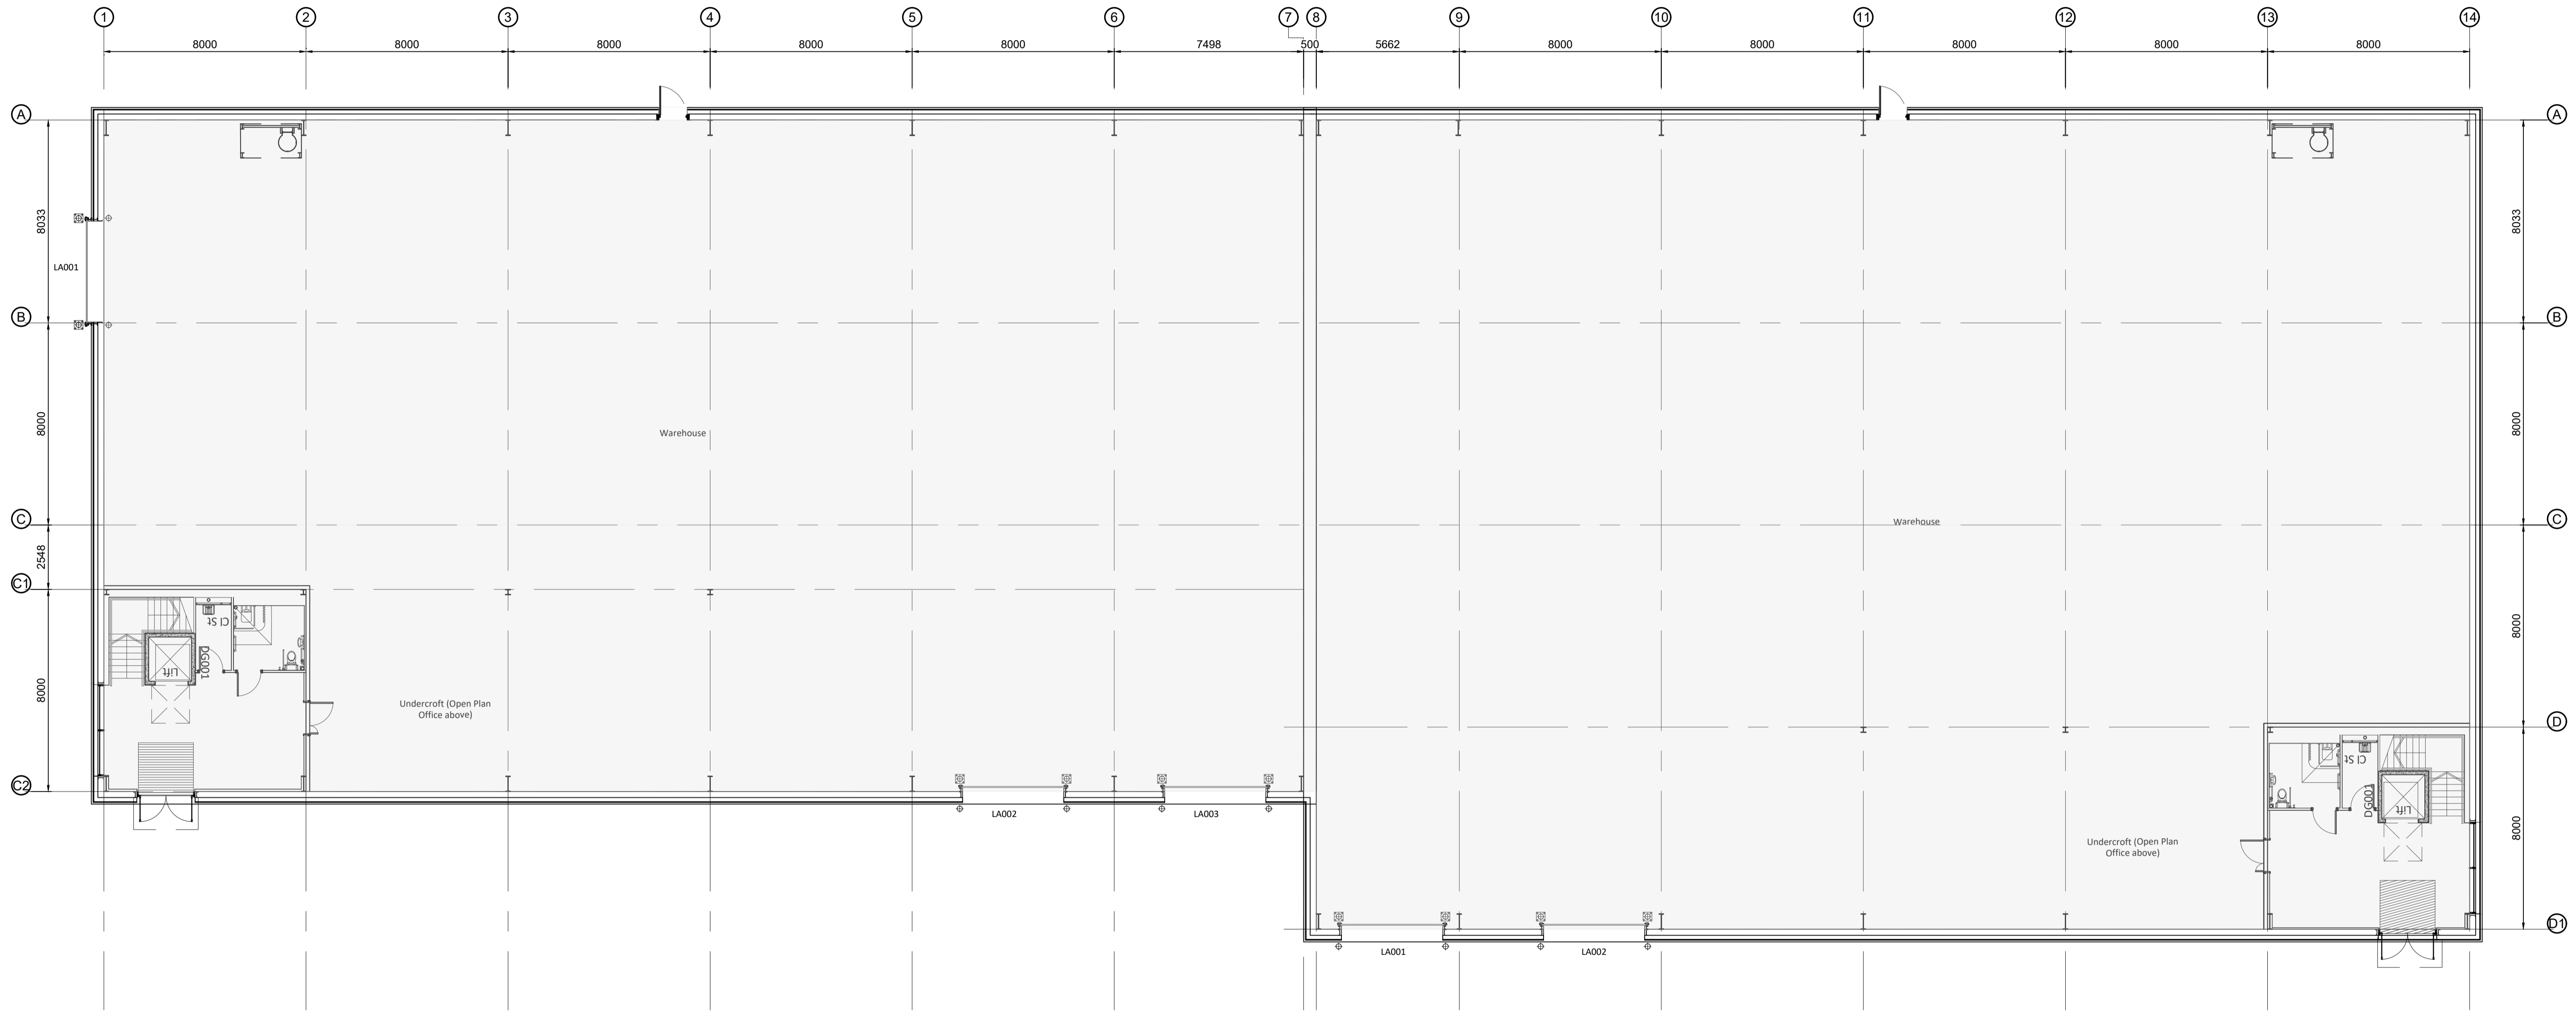 1 2 3 4 5 6 7 8 9 10 11 12 13 14
8000 8000 8000 8000 8000 7498 500 5662 8000 8000 8000 8000 8000
A A
8033 8033
LA001
B B
8000 8000
Warehouse
C C
Warehouse
2548
C1
8000
Cl St
DG001
Lift
8000
Undercroft (Open Plan
Office above)
D
C2
LA002 LA003
Cl St
DG001
Lift
8000
Undercroft (Open Plan
Office above)
D1
LA001 LA002